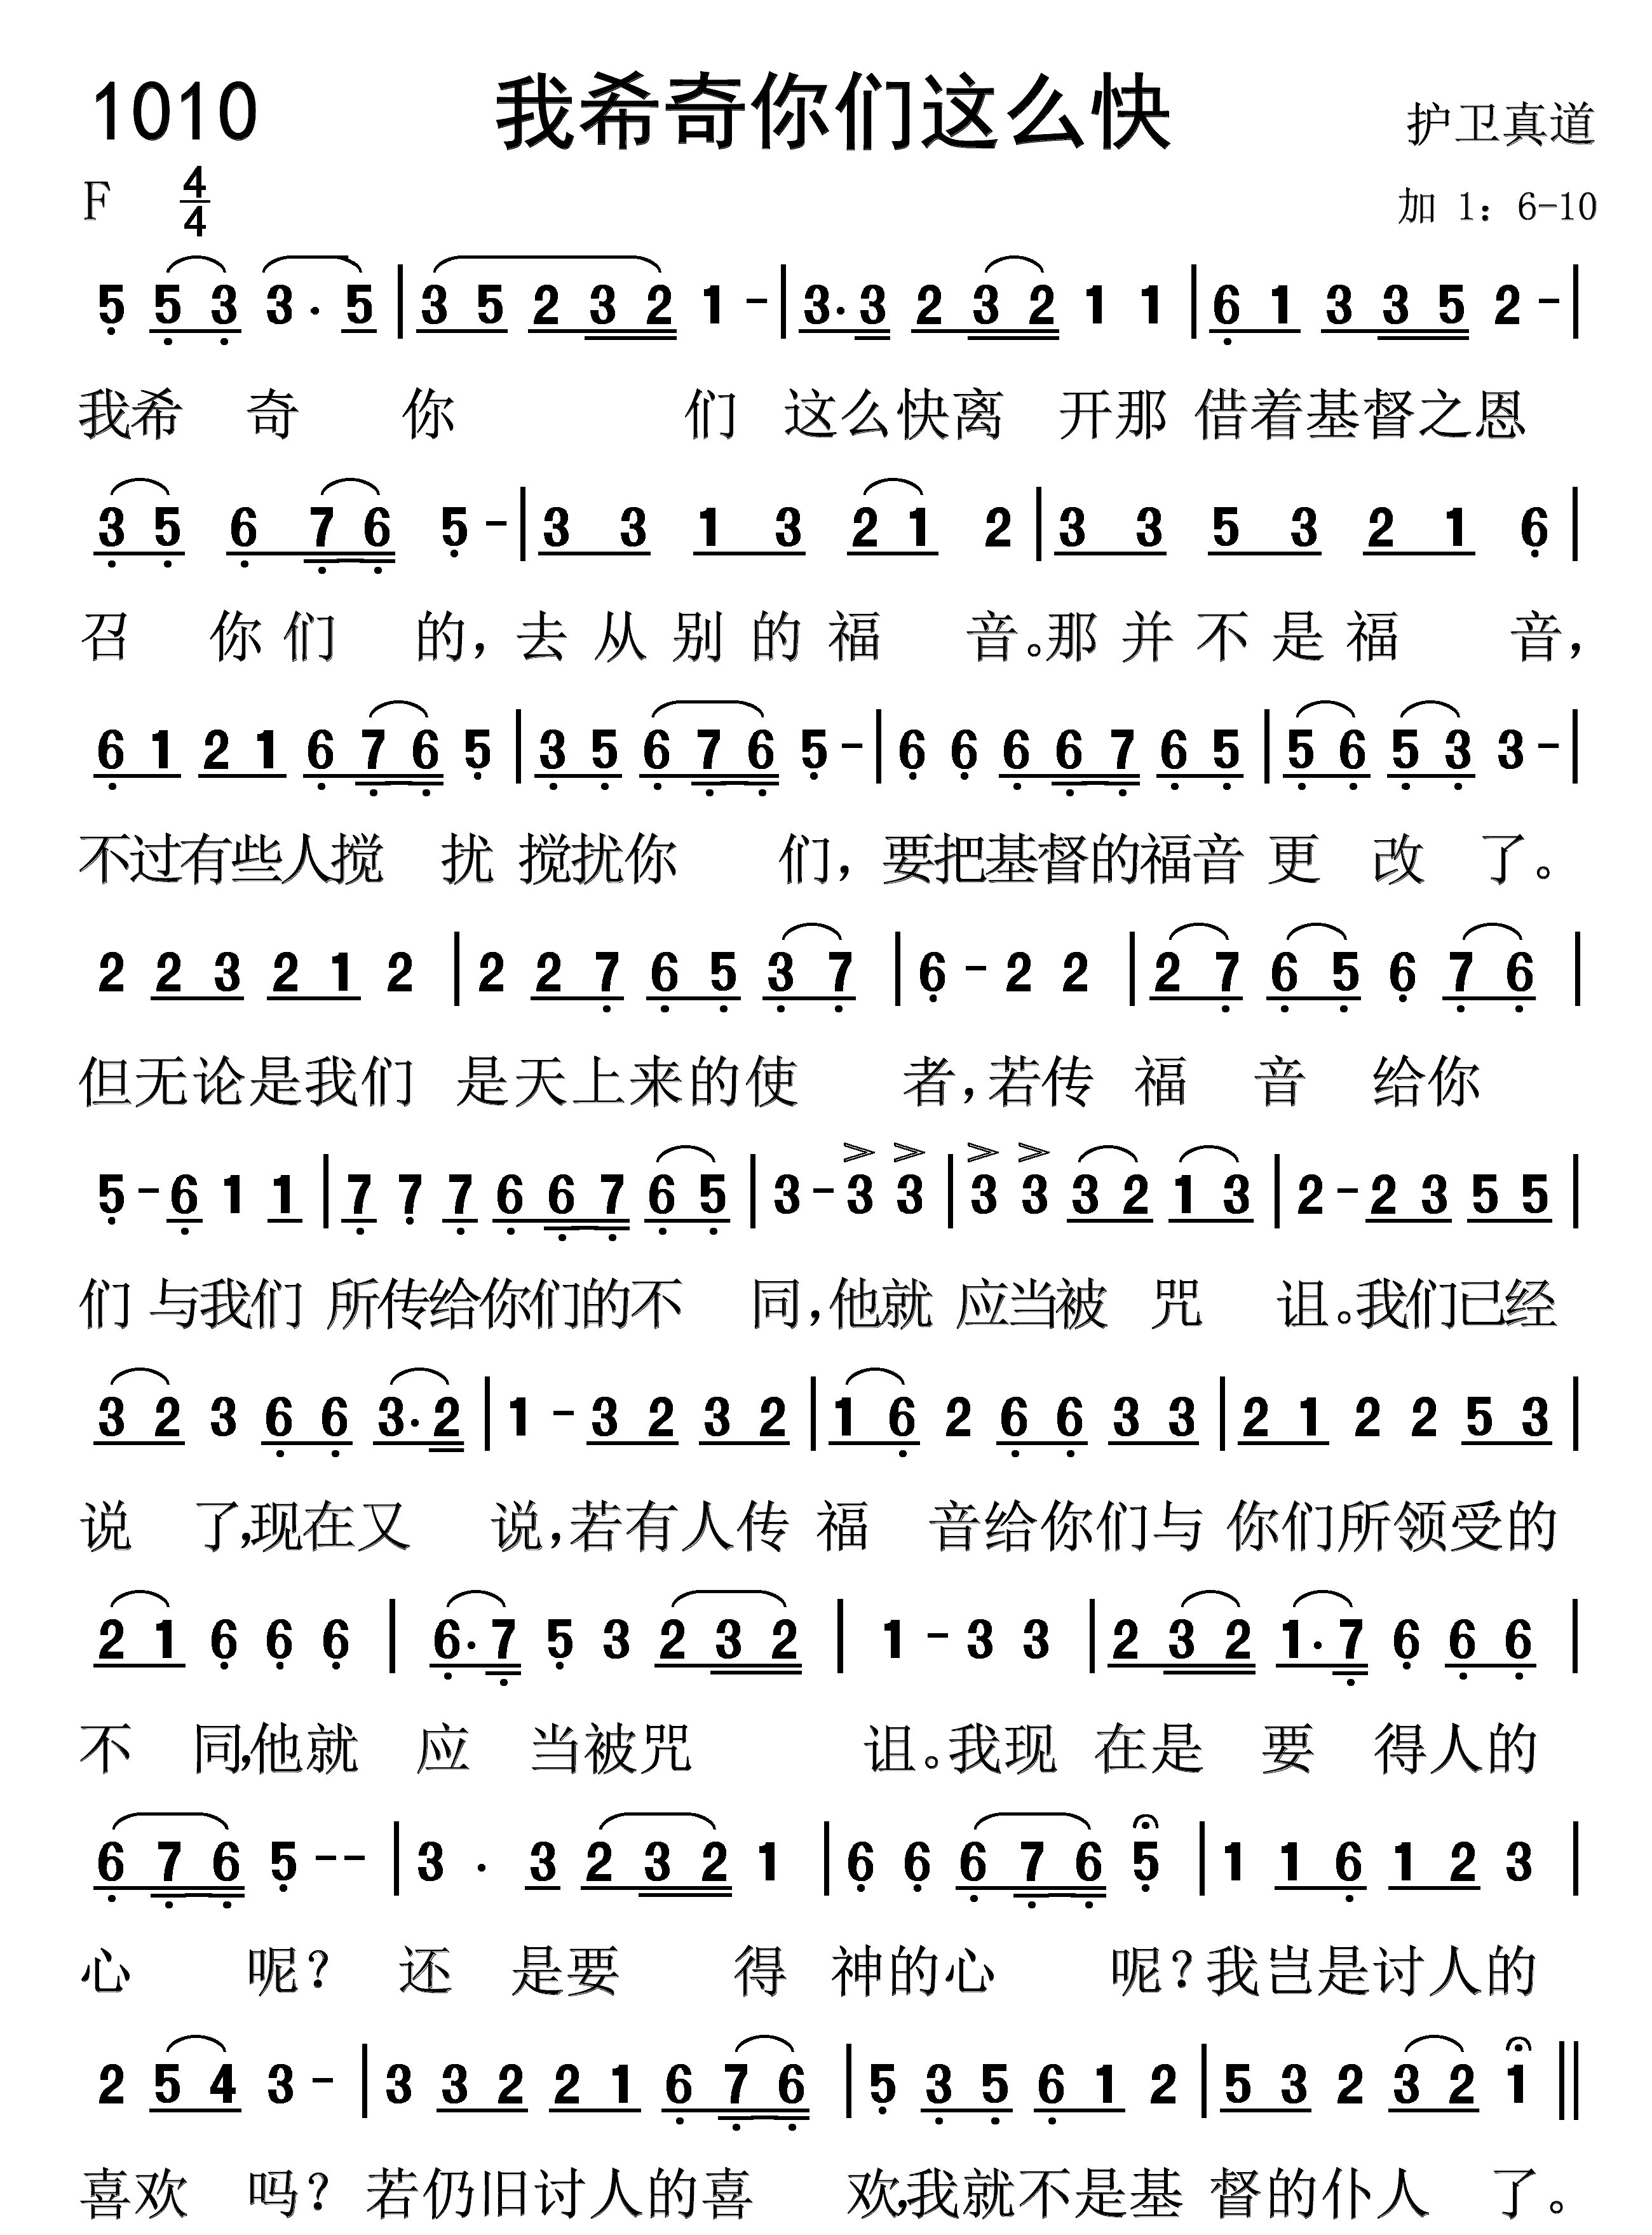 1010 我希奇你们这么快 护卫真道
F 4/4 加 1：6-10
5 5 3 3 · 5 | 3 5 2 3 2 1 - | 3· 3 2 3 2 1 1 | 6 1 3 3 5 2 - |
我希 奇 你 们 这么快离 开那 借着基督之恩
3 5 6 7 6 5 - | 3 3 1 3 2 1 2 | 3 3 5 3 2 1 6 |
召 你 们 的，去 从 别 的 福 音。那 并 不 是 福 音，
6 1 2 1 6 7 6 5 | 3 5 6 7 6 5 - | 6 6 6 6 7 6 5 | 5 6 5 3 3 - |
不过有些人搅 扰 搅扰你 们，要把基督的福音 更 改 了。
2 2 3 2 1 2 | 2 2 7 6 5 3 7 | 6 - 2 2 | 2 7 6 5 6 7 6 |
但无论是我们 是天上来的使 者，若传 福 音 给你
5 - 6 1 1 | 7 7 7 6 6 7 6 5 | 3 - 3 3 | 3 3 3 2 1 3 | 2 - 2 3 5 5 |
们 与我们 所传给你们的不 同，他就 应当被 咒 诅。我们已经
3 2 3 6 6 3· 2 | 1 - 3 2 3 2 | 1 6 2 6 6 3 3 | 2 1 2 2 5 3 |
说 了，现在又 说，若有人传 福 音给你们与 你们所领受的
2 1 6 6 6 | 6· 7 5 3 2 3 2 | 1 - 3 3 | 2 3 2 1· 7 6 6 6 |
不 同，他就 应 当被咒 诅。我现 在是 要 得人的
6 7 6 5 - - | 3 · 3 2 3 2 1 | 6 6 6 7 6 5 | 1 1 6 1 2 3 |
心 呢？ 还 是要 得 神的心 呢？我岂是讨人的
2 5 4 3 - | 3 3 2 2 1 6 7 6 | 5 3 5 6 1 2 | 5 3 2 3 2 1 ||
喜欢 吗？若仍旧讨人的喜 欢，我就不是基 督的仆人 了。